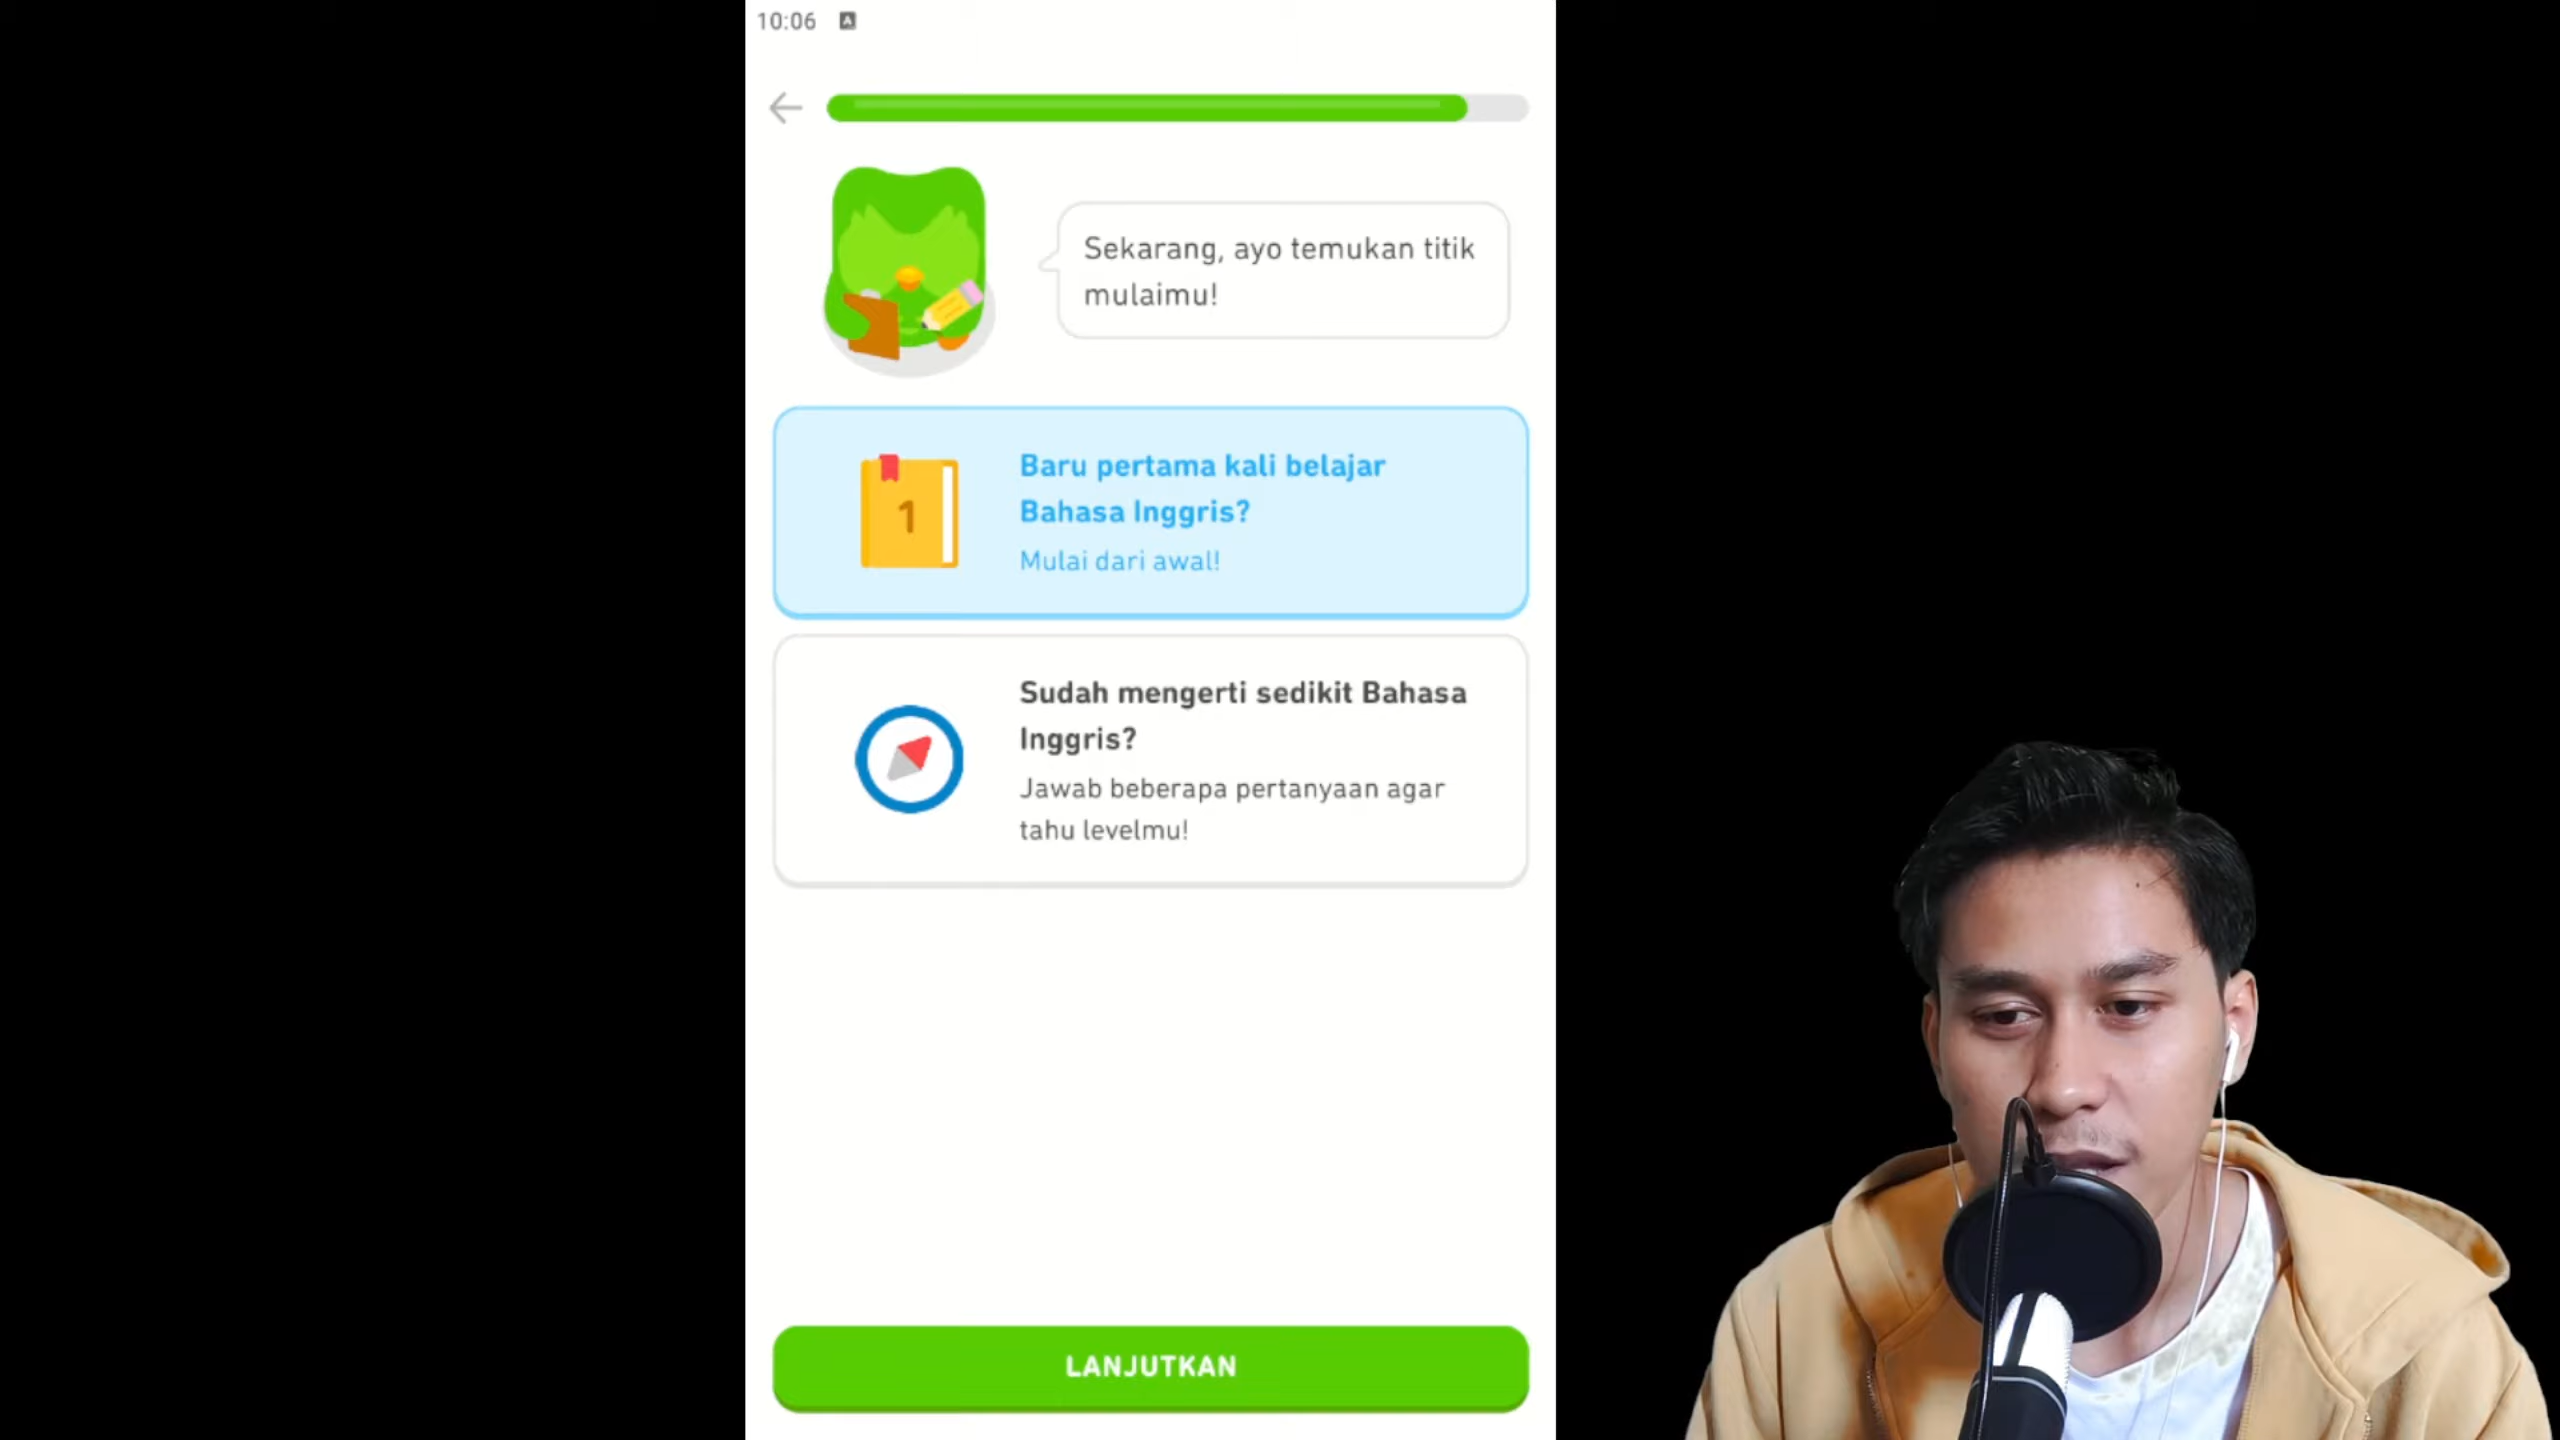 10:06
Sekarang, ayo temukan titik
mulaimu!
1
Baru pertama kali belajar
Bahasa Inggris?
Mulai dari awal!
Sudah mengerti sedikit Bahasa
Inggris?
Jawab beberapa pertanyaan agar
tahu levelmu!
LANJUTKAN